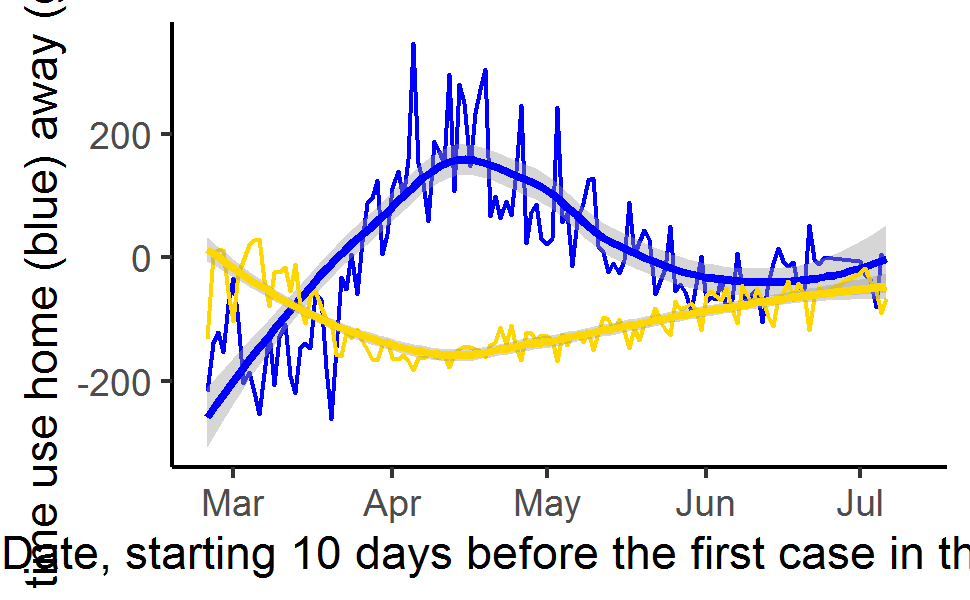 time use home (blue) away (
200
0
-200
Mar Apr May Jun Jul
Date, starting 10 days before the first case in th